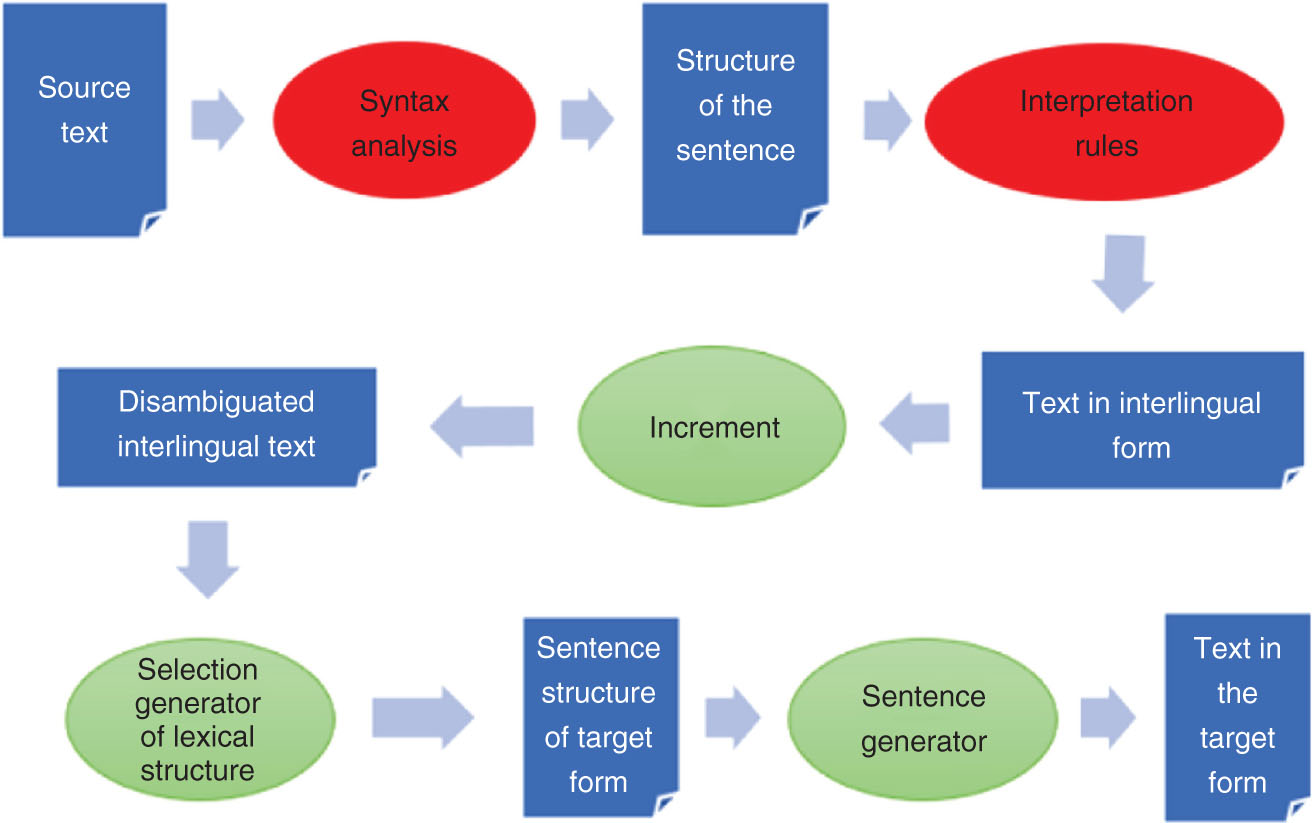 Source
text
Syntax
analysis
Structure
of the
sentence
Interpretation
rules
Text in interlingual
form
Increment
Disambiguated
interlingual text
Selection
generator
of lexical
structure
Sentence
structure
of target
form
Sentence
generator
Text in
the
target
form